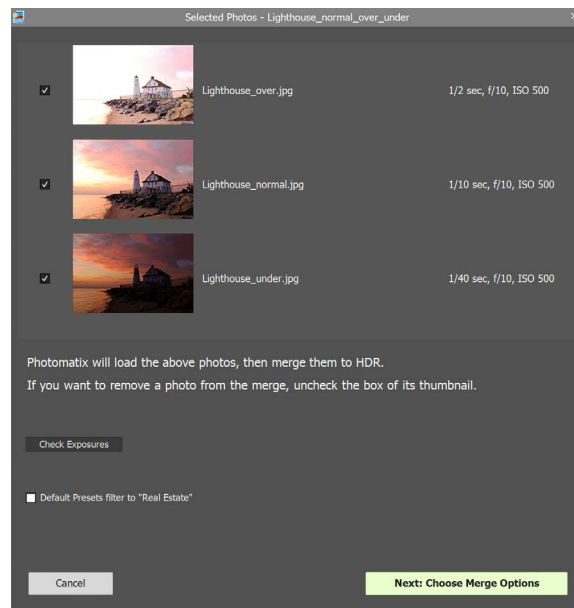 Selected Photos - Lighthouse_normal_over_under
Lighthouse_over.jpg 1/2 sec, f/10, ISO 500
Lighthouse_normal.jpg 1/10 sec, f/10, ISO 500
Lighthouse_under.jpg 1/40 sec, f/10, ISO 500
Photomatix will load the above photos, then merge them to HDR.
If you want to remove a photo from the merge, uncheck the box of its thumbnail.
Check Exposures
Default Presets filter to "Real Estate"
Cancel Next: Choose Merge Options